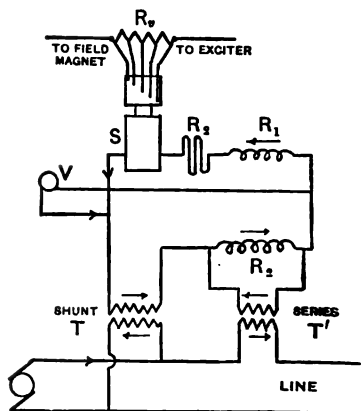 Rv
TO FIELD
MAGNET
TO EXCITER
S
R2
R1
V
R2
SHUNT
T
SERIES
T'
LINE